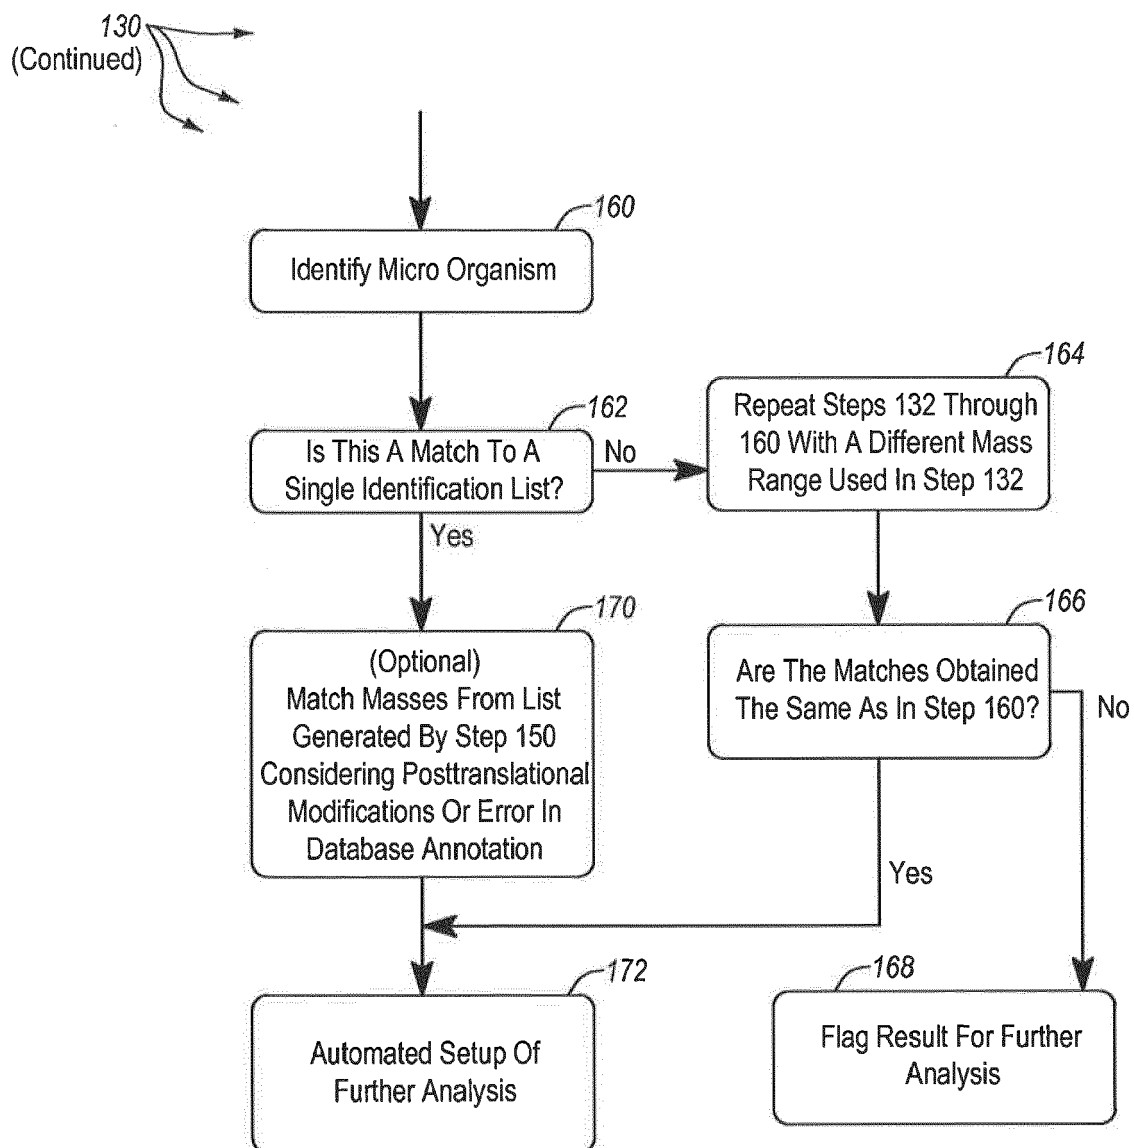 130
(Continued)
160
Identify Micro Organism
162
Is This A Match To A
Single Identification List?
No
Yes
164
Repeat Steps 132 Through
160 With A Different Mass
Range Used In Step 132
166
Are The Matches Obtained
The Same As In Step 160?
No
Yes
170
(Optional)
Match Masses From List
Generated By Step 150
Considering Posttranslational
Modifications Or Error In
Database Annotation
172
Automated Setup Of
Further Analysis
168
Flag Result For Further
Analysis